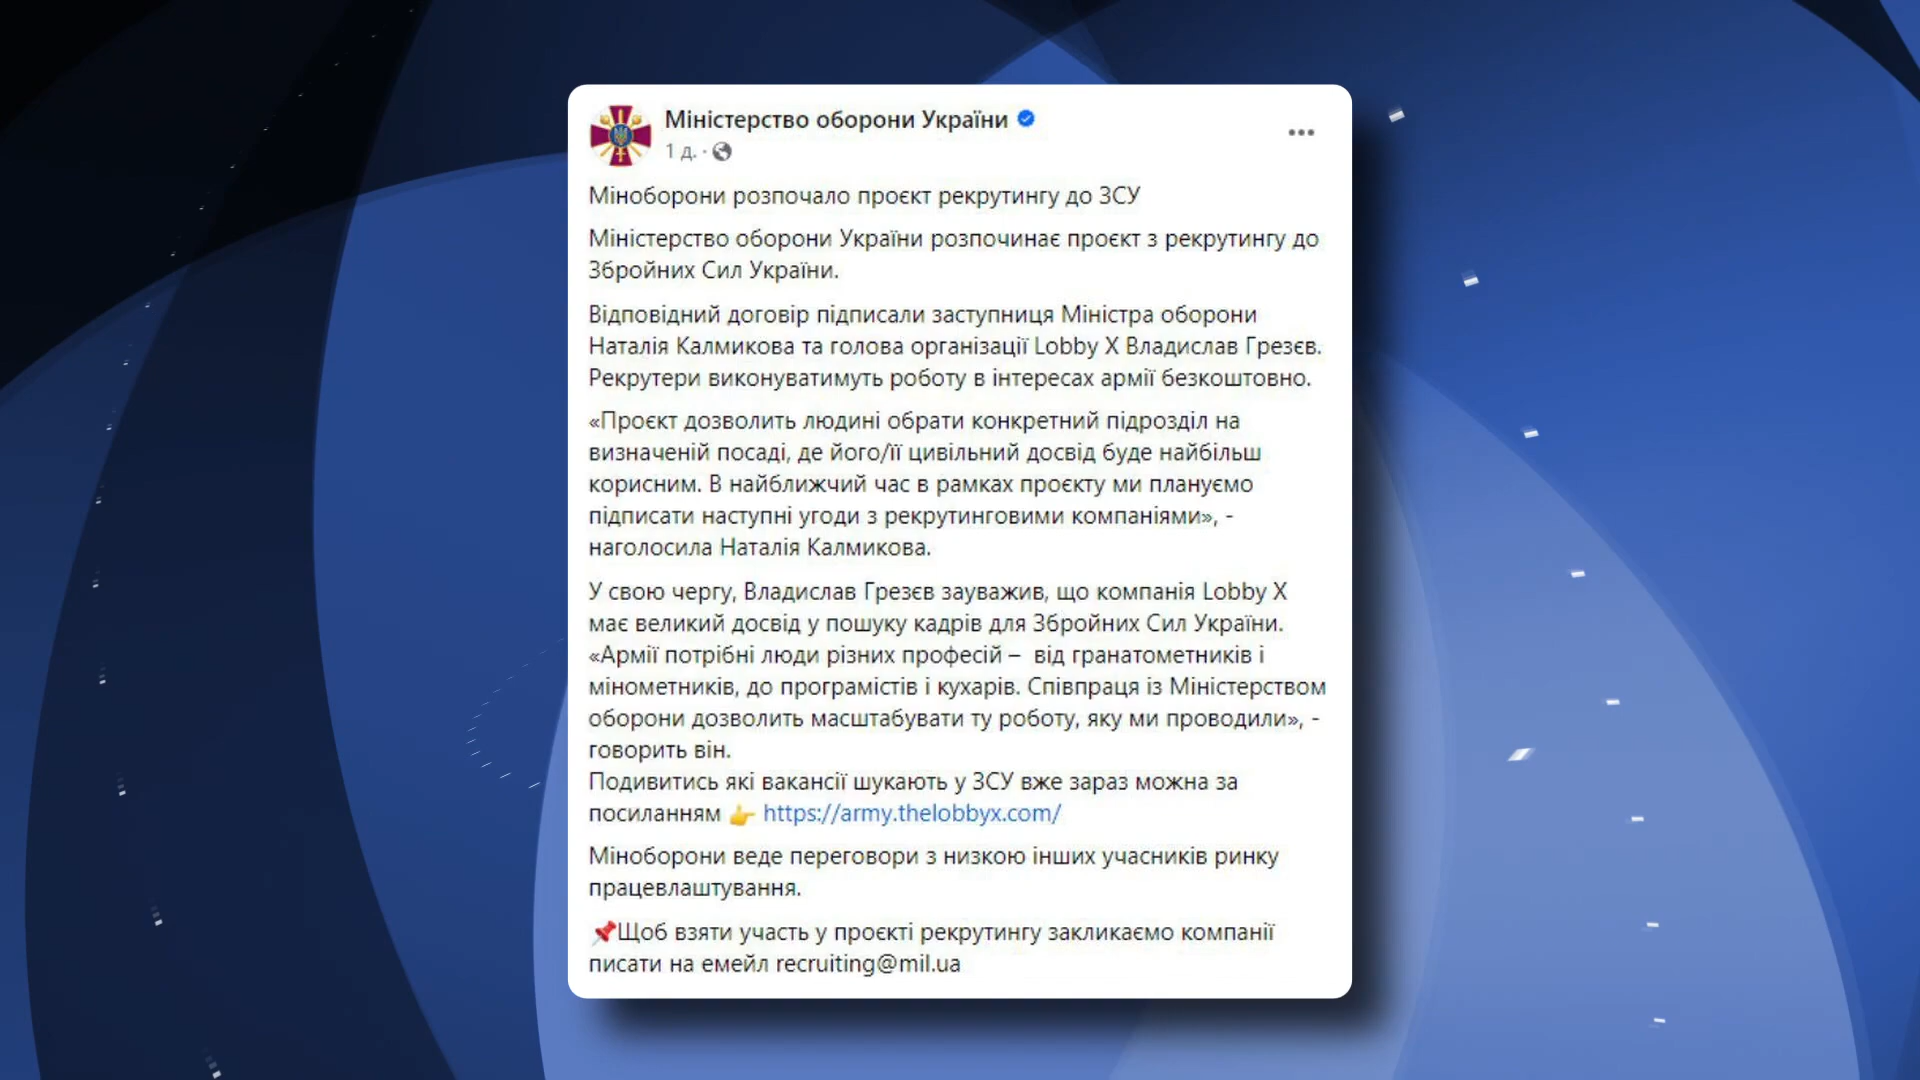 Міністерство оборони України
1 д. ·
Міноборони розпочало проєкт рекрутингу до ЗСУ
Міністерство оборони України розпочинає проєкт з рекрутингу до
Збройних Сил України.
Відповідний договір підписали заступниця Міністра оборони
Наталія Калмикова та голова організації Lobby X Владислав Грезєв.
Рекрутери виконуватимуть роботу в інтересах армії безкоштовно.
«Проєкт дозволить людині обрати конкретний підрозділ на
визначеній посаді, де його/її цивільний досвід буде найбільш
корисним. В найближчий час в рамках проєкту ми плануємо
підписати наступні угоди з рекрутинговими компаніями», -
наголосила Наталія Калмикова.
У свою чергу, Владислав Грезєв зауважив, що компанія Lobby X
має великий досвід у пошуку кадрів для Збройних Сил України.
«Армії потрібні люди різних професій – від гранатометників і
мінометників, до програмістів і кухарів. Співпраця із Міністерством
оборони дозволить масштабувати ту роботу, яку ми проводили», -
говорить він.
Подивитись які вакансії шукають у ЗСУ вже зараз можна за
посиланням 👉 https://army.thelobbyx.com/
Міноборони веде переговори з низкою інших учасників ринку
працевлаштування.
📌Щоб взяти участь у проєкті рекрутингу закликаємо компанії
писати на емейл recruiting@mil.ua